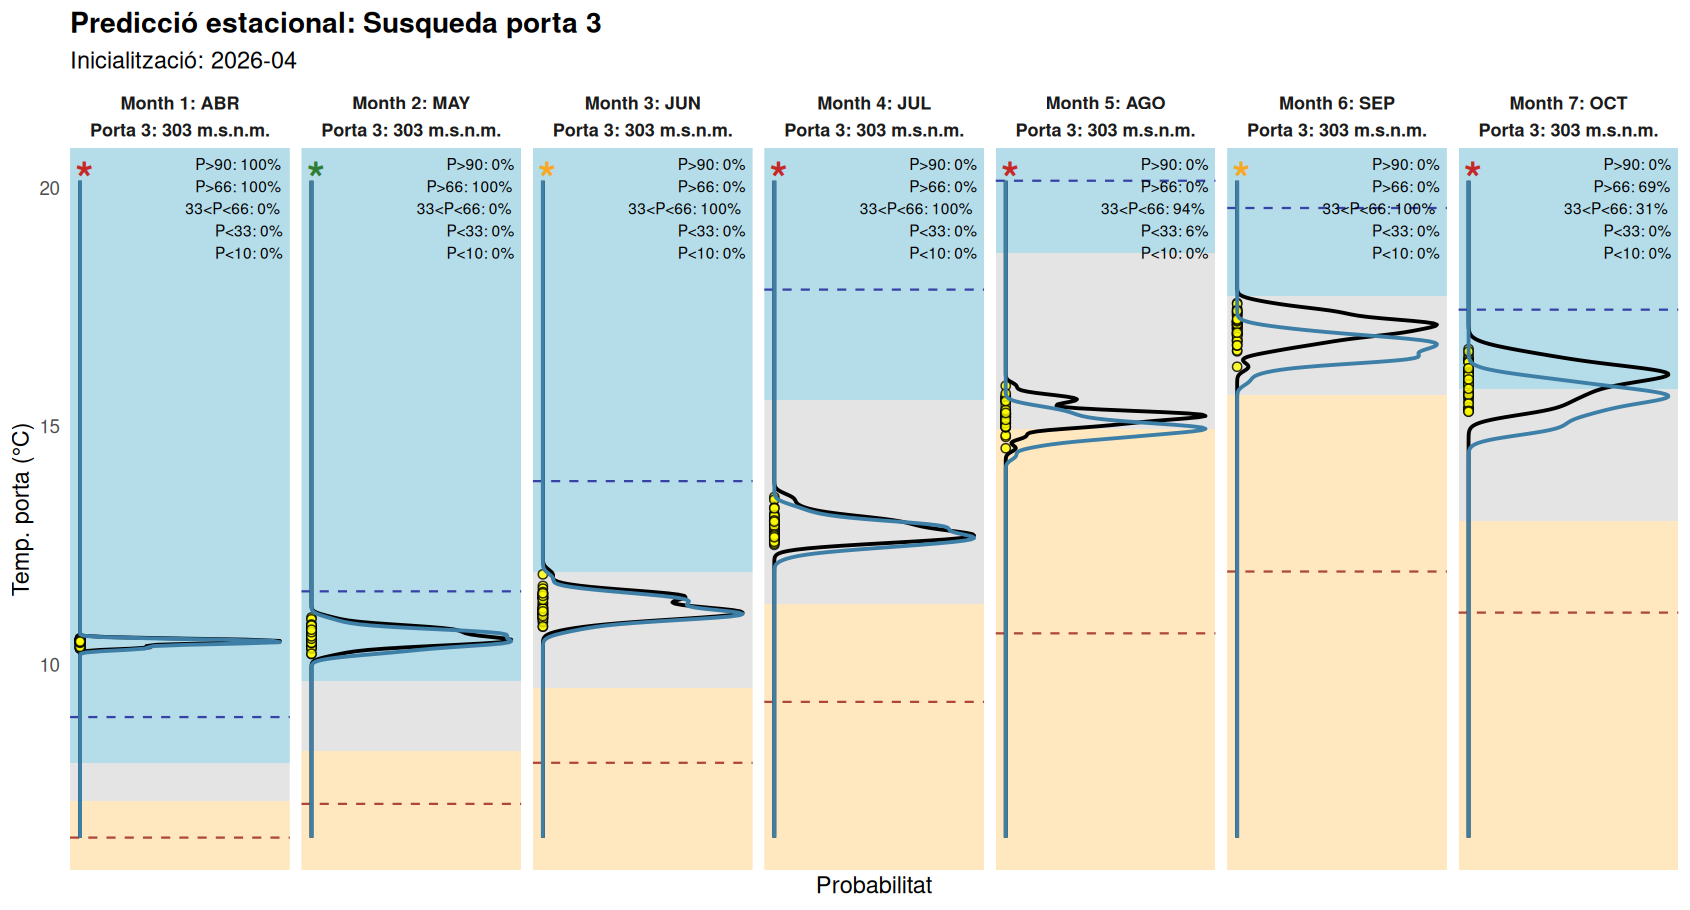 Predicció estacional: Susqueda porta 3
Inicialització: 2026-04
Month 1: ABR
Porta 3: 303 m.s.n.m.
Month 2: MAY
Porta 3: 303 m.s.n.m.
Month 3: JUN
Porta 3: 303 m.s.n.m.
Month 4: JUL
Porta 3: 303 m.s.n.m.
Month 5: AGO
Porta 3: 303 m.s.n.m.
Month 6: SEP
Porta 3: 303 m.s.n.m.
Month 7: OCT
Porta 3: 303 m.s.n.m.
*
P>90: 100%
P>66: 100%
33<P<66: 0%
P<33: 0%
P<10: 0%
*
P>90: 0%
P>66: 100%
33<P<66: 0%
P<33: 0%
P<10: 0%
*
P>90: 0%
P>66: 0%
33<P<66: 100%
P<33: 0%
P<10: 0%
*
P>90: 0%
P>66: 0%
33<P<66: 100%
P<33: 0%
P<10: 0%
*
P>90: 0%
P>66: 0%
33<P<66: 94%
P<33: 6%
P<10: 0%
*
P>90: 0%
P>66: 0%
33<P<66: 100%
P<33: 0%
P<10: 0%
*
P>90: 0%
P>66: 69%
33<P<66: 31%
P<33: 0%
P<10: 0%
20
15
10
Temp. porta (°C)
Probabilitat